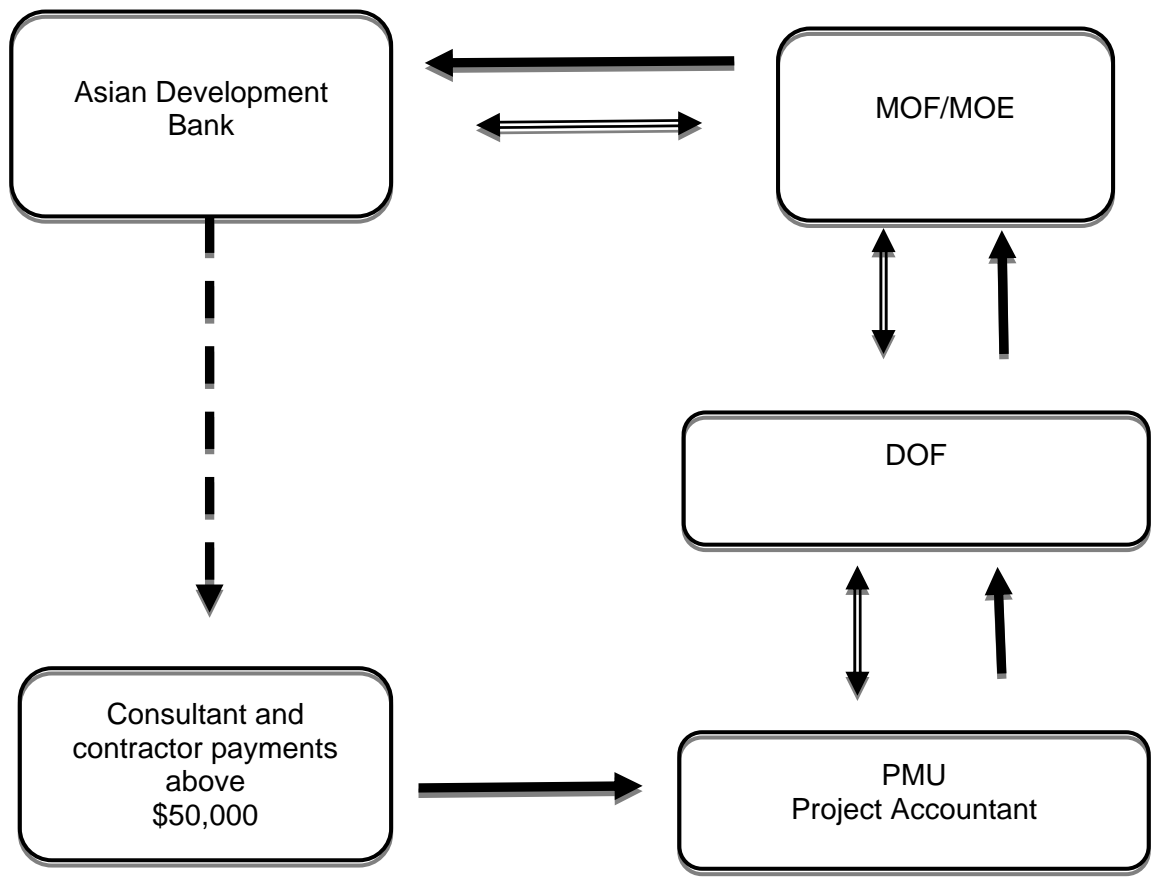 Asian Development
Bank
MOF/MOE
DOF
Consultant and
contractor payments
above
$50,000
PMU
Project Accountant